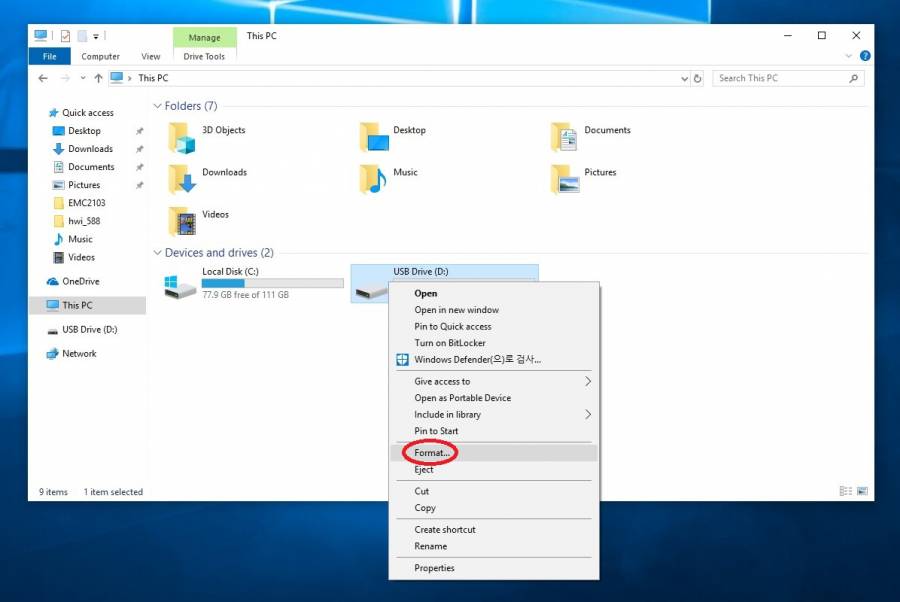 Manage
This PC
File
Computer
View
Drive Tools
This PC
Search This PC
Quick access
Desktop
Downloads
Documents
Pictures
EMC2103
hwi_588
Music
Videos
OneDrive
This PC
USB Drive (D:)
Network
Folders (7)
3D Objects
Desktop
Documents
Downloads
Music
Pictures
Videos
Devices and drives (2)
Local Disk (C:)
77.9 GB free of 111 GB
USB Drive (D:)
Open
Open in new window
Pin to Quick access
Turn on BitLocker
Windows Defender(으)로 검사...
Give access to
Open as Portable Device
Include in library
Pin to Start
Format...
Eject
Cut
Copy
Create shortcut
Rename
Properties
9 items
1 item selected